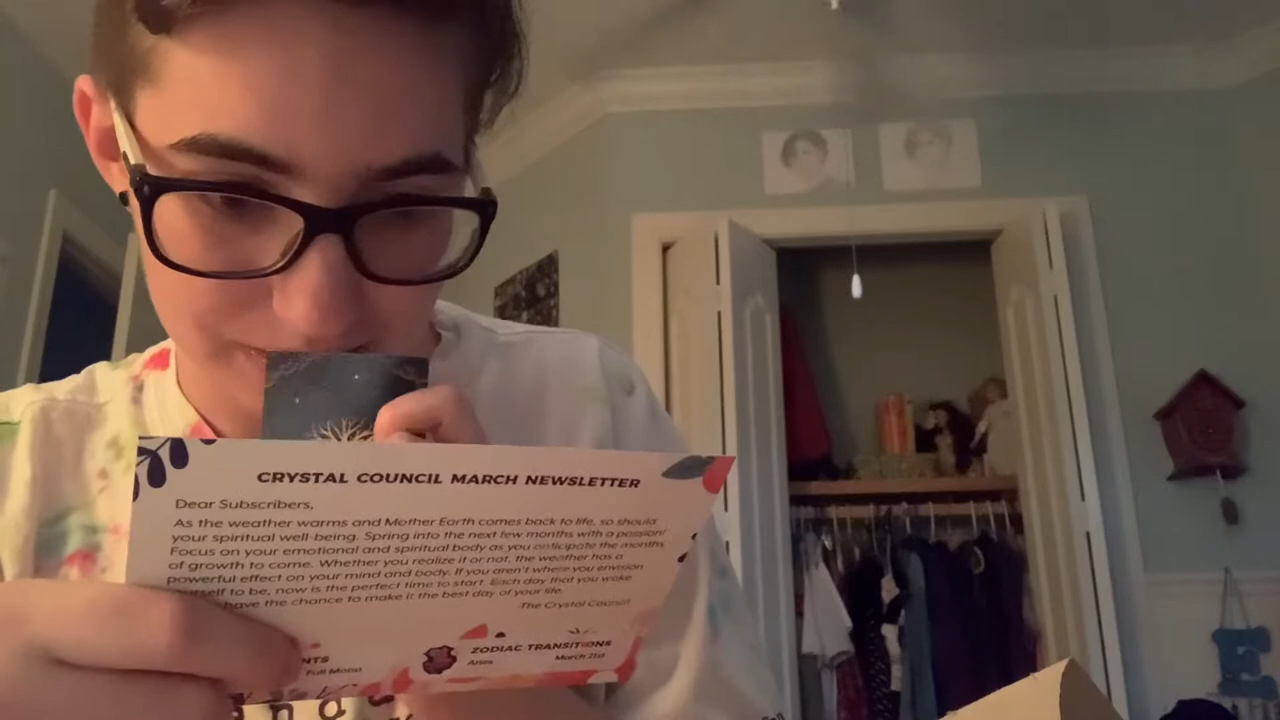 CRYSTAL COUNCIL MARCH NEWSLETTER
Dear Subscribers,
As the weather warms and Mother Earth comes back to life, so should
your spiritual well-being. Spring into the next few months with a passion!
Focus on your emotional and spiritual body as you anticipate the months
of growth to come. Whether you realize it or not, the weather has a
powerful effect on your mind and body. If you aren't where you envision
to be, now is the perfect time to start. Each day that you wake
have the chance to make it the best day of your life.
-The Crystal Council
ZODIAC TRANSITIONS
Full Moon
Aries March 21st
E